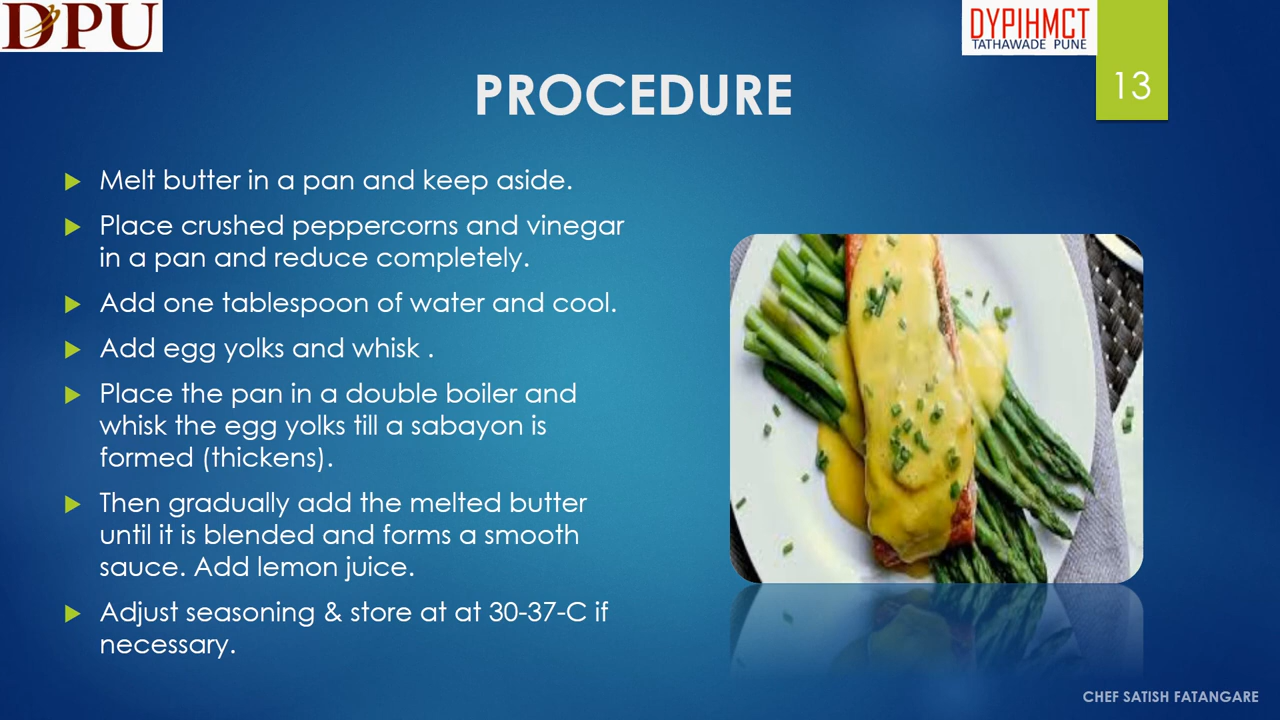 DPU
DYPIHMCT
TATHAWADE PUNE
13
PROCEDURE
Melt butter in a pan and keep aside.
Place crushed peppercorns and vinegar
in a pan and reduce completely.
Add one tablespoon of water and cool.
Add egg yolks and whisk .
Place the pan in a double boiler and
whisk the egg yolks till a sabayon is
formed (thickens).
Then gradually add the melted butter
until it is blended and forms a smooth
sauce. Add lemon juice.
Adjust seasoning & store at at 30-37-C if
necessary.
CHEF SATISH FATANGARE